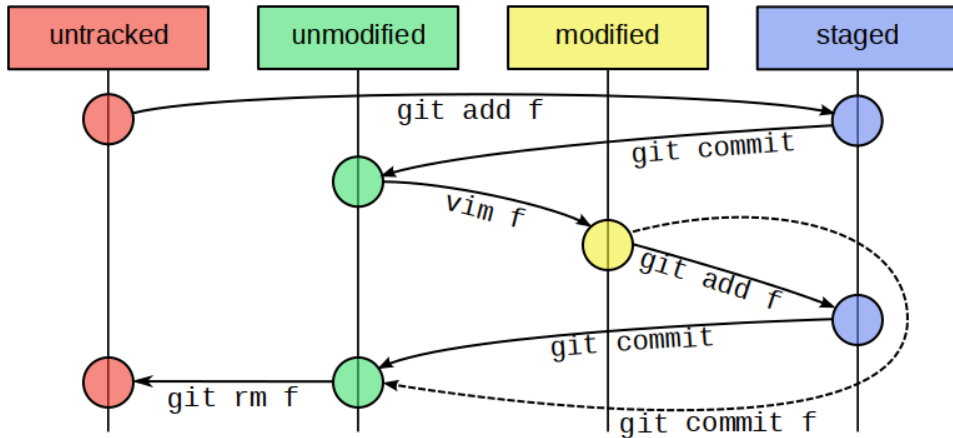 untracked
unmodified
modified
staged
git add f
git commit
vim f
git add f
git commit
git rm f
git commit f